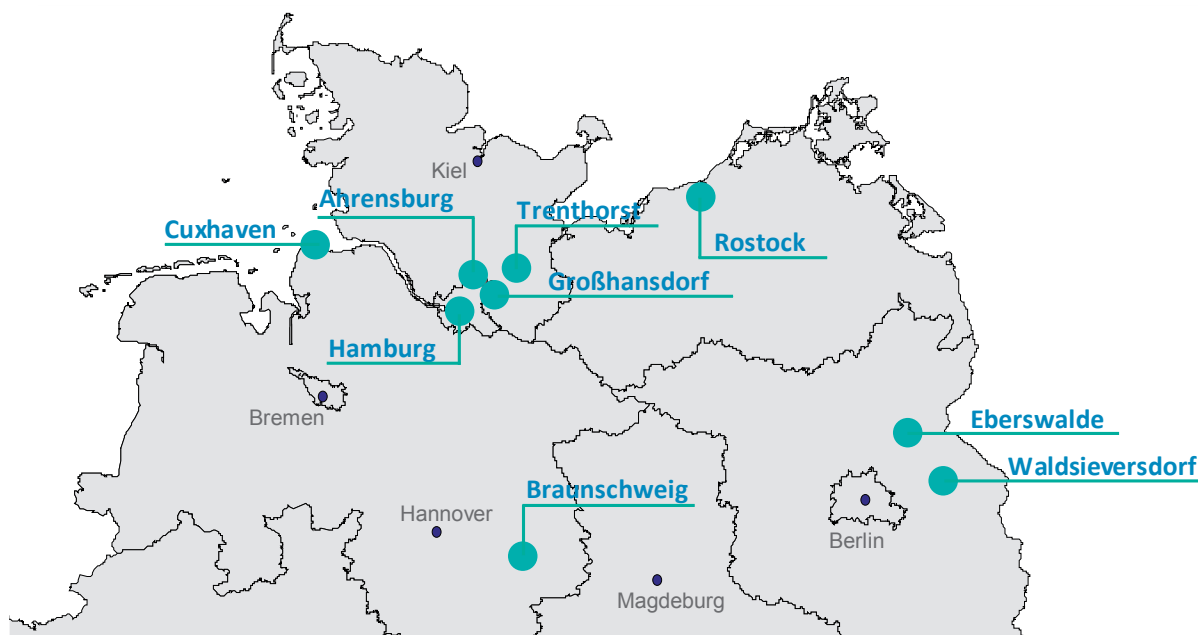 Kiel
Ahrensburg
Trenthorst
Cuxhaven
Rostock
Großhansdorf
Hamburg
Bremen
Eberswalde
Waldsieversdorf
Braunschweig
Hannover
Berlin
Magdeburg